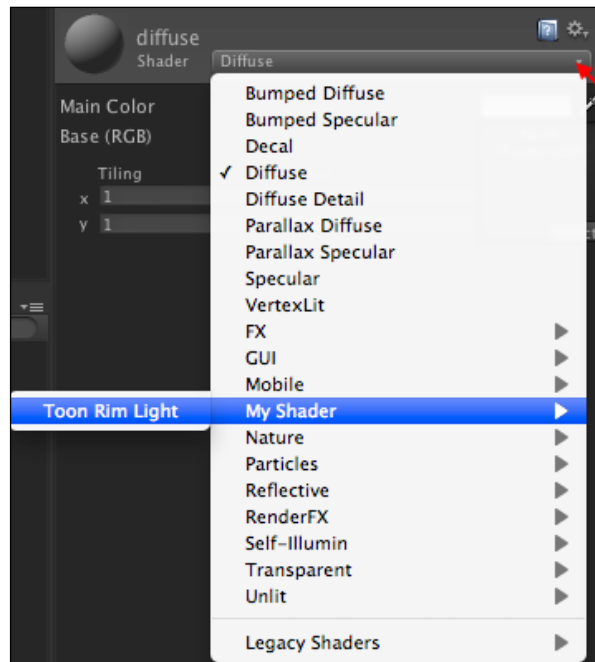 diffuse
Shader Diffuse
Main Color
Base (RGB)
Tiling
x 1
y 1
Bumped Diffuse
Bumped Specular
Decal
✓ Diffuse
Diffuse Detail
Parallax Diffuse
Parallax Specular
Specular
VertexLit
FX
GUI
Mobile
My Shader
Toon Rim Light
Nature
Particles
Reflective
RenderFX
Self-Illumin
Transparent
Unlit
Legacy Shaders